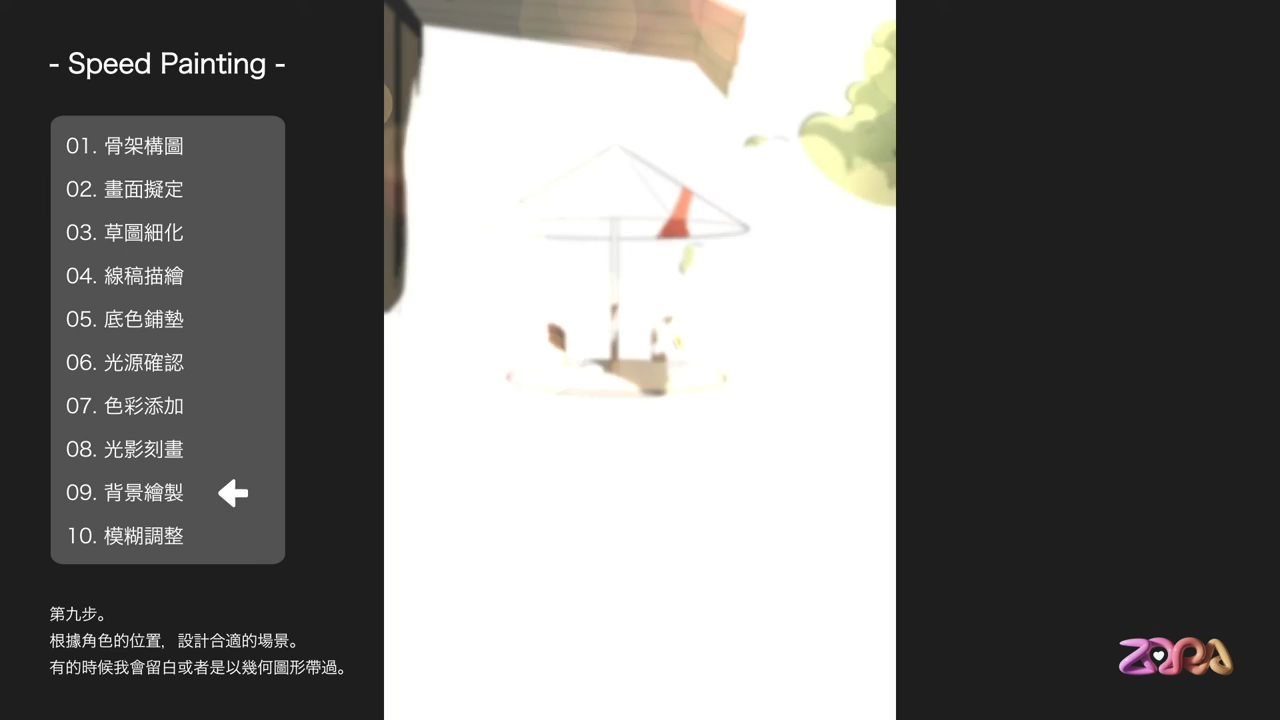 - Speed Painting -
01. 骨架構圖
02. 畫面擬定
03. 草圖細化
04. 線稿描繪
05. 底色鋪墊
06. 光源確認
07. 色彩添加
08. 光影刻畫
09. 背景繪製
10. 模糊調整
第九步。
根據角色的位置，設計合適的場景。
有的時候我會留白或者是以幾何圖形帶過。
ZORA